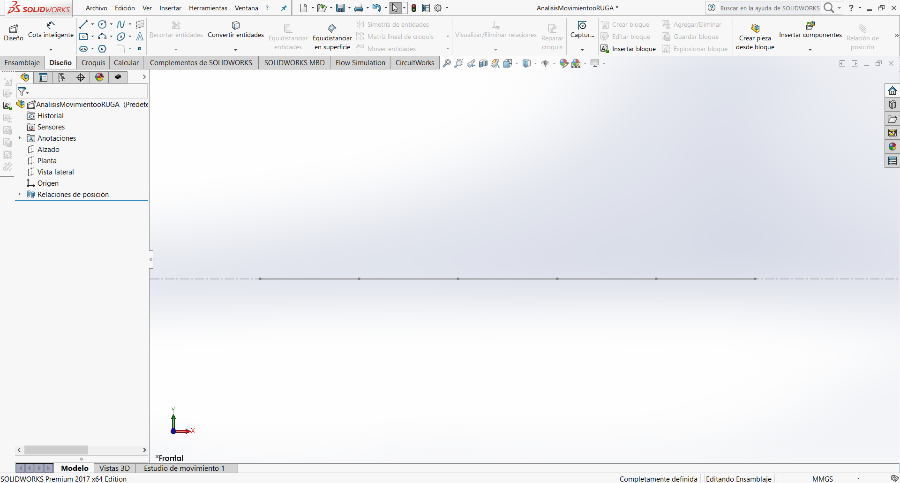 SOLIDWORKS Archivo Edición Ver Insertar Herramientas Ventana ? AnalisisMovimientooRUGA * Buscar en la ayuda de SOLIDWORKS ?
Diseño Cota inteligente Recortar entidades Convertir entidades Equidistanciar entidades Equidistanciar en superficie Simetría de entidades Matriz lineal de croquis Mover entidades Visualizar/Eliminar relaciones Reparar croquis Captur... Crear bloque Editar bloque Insertar bloque Agregar/Eliminar Guardar bloque Explosionar bloque Crear pieza desde bloque Insertar componentes Relación de posición
Ensamblaje Diseño Croquis Calcular Complementos de SOLIDWORKS SOLIDWORKS MBD Flow Simulation CircuitWorks
AnalisisMovimientooRUGA (Predete
Historial
Sensores
Anotaciones
Alzado
Planta
Vista lateral
Origen
Relaciones de posición
Y
X
*Frontal
Modelo Vistas 3D Estudio de movimiento 1
SOLIDWORKS Premium 2017 x64 Edition Completamente definida Editando Ensamblaje MMGS